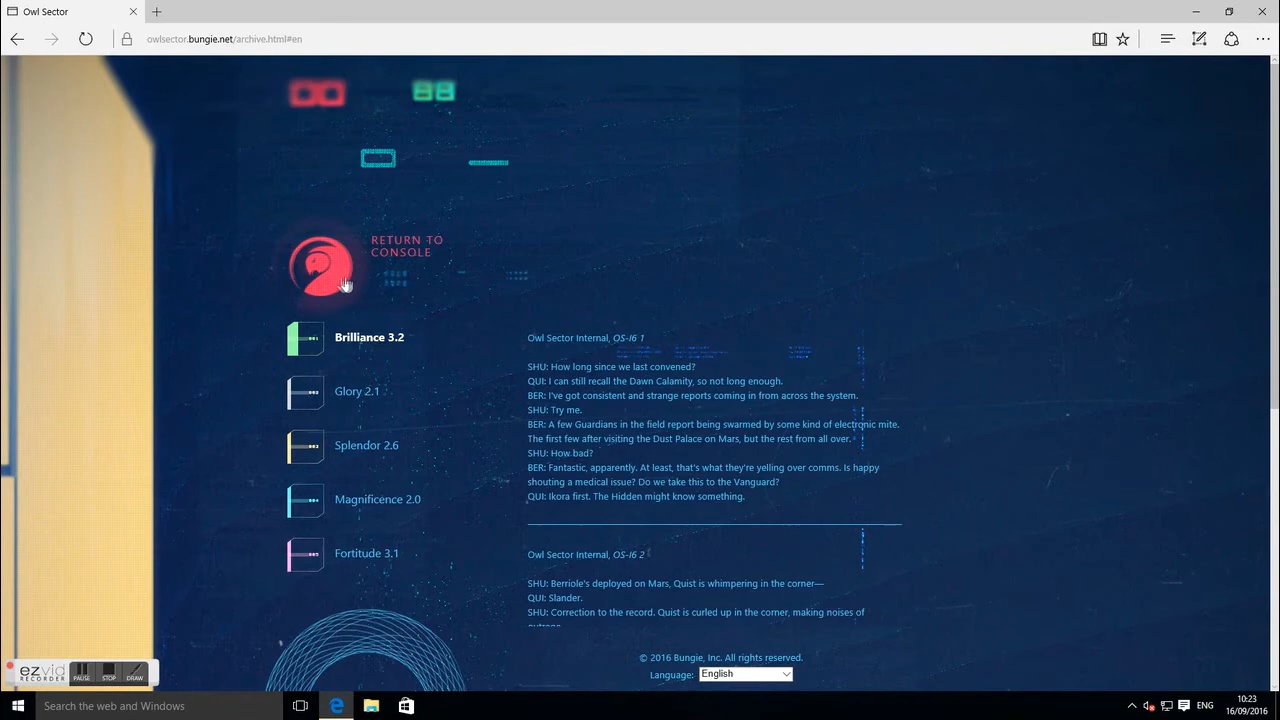 Owl Sector
owlsector.bungie.net/archive.html#en
RETURN TO
CONSOLE
Brilliance 3.2
Glory 2.1
Splendor 2.6
Magnificence 2.0
Fortitude 3.1
Owl Sector Internal, OS-I6 1
SHU: How long since we last convened?
QUI: I can still recall the Dawn Calamity, so not long enough.
BER: I've got consistent and strange reports coming in from across the system.
SHU: Try me.
BER: A few Guardians in the field report being swarmed by some kind of electronic mite.
The first few after visiting the Dust Palace on Mars, but the rest from all over.
SHU: How bad?
BER: Fantastic, apparently. At least, that's what they're yelling over comms. Is happy
shouting a medical issue? Do we take this to the Vanguard?
QUI: Ikora first. The Hidden might know something.
Owl Sector Internal, OS-I6 2
SHU: Berriole's deployed on Mars, Quist is whimpering in the corner—
QUI: Slander.
SHU: Correction to the record. Quist is curled up in the corner, making noises of
© 2016 Bungie, Inc. All rights reserved.
Language: English
ezvid
RECORDER
PAUSE STOP DRAW
Search the web and Windows
ENG
10:23
16/09/2016